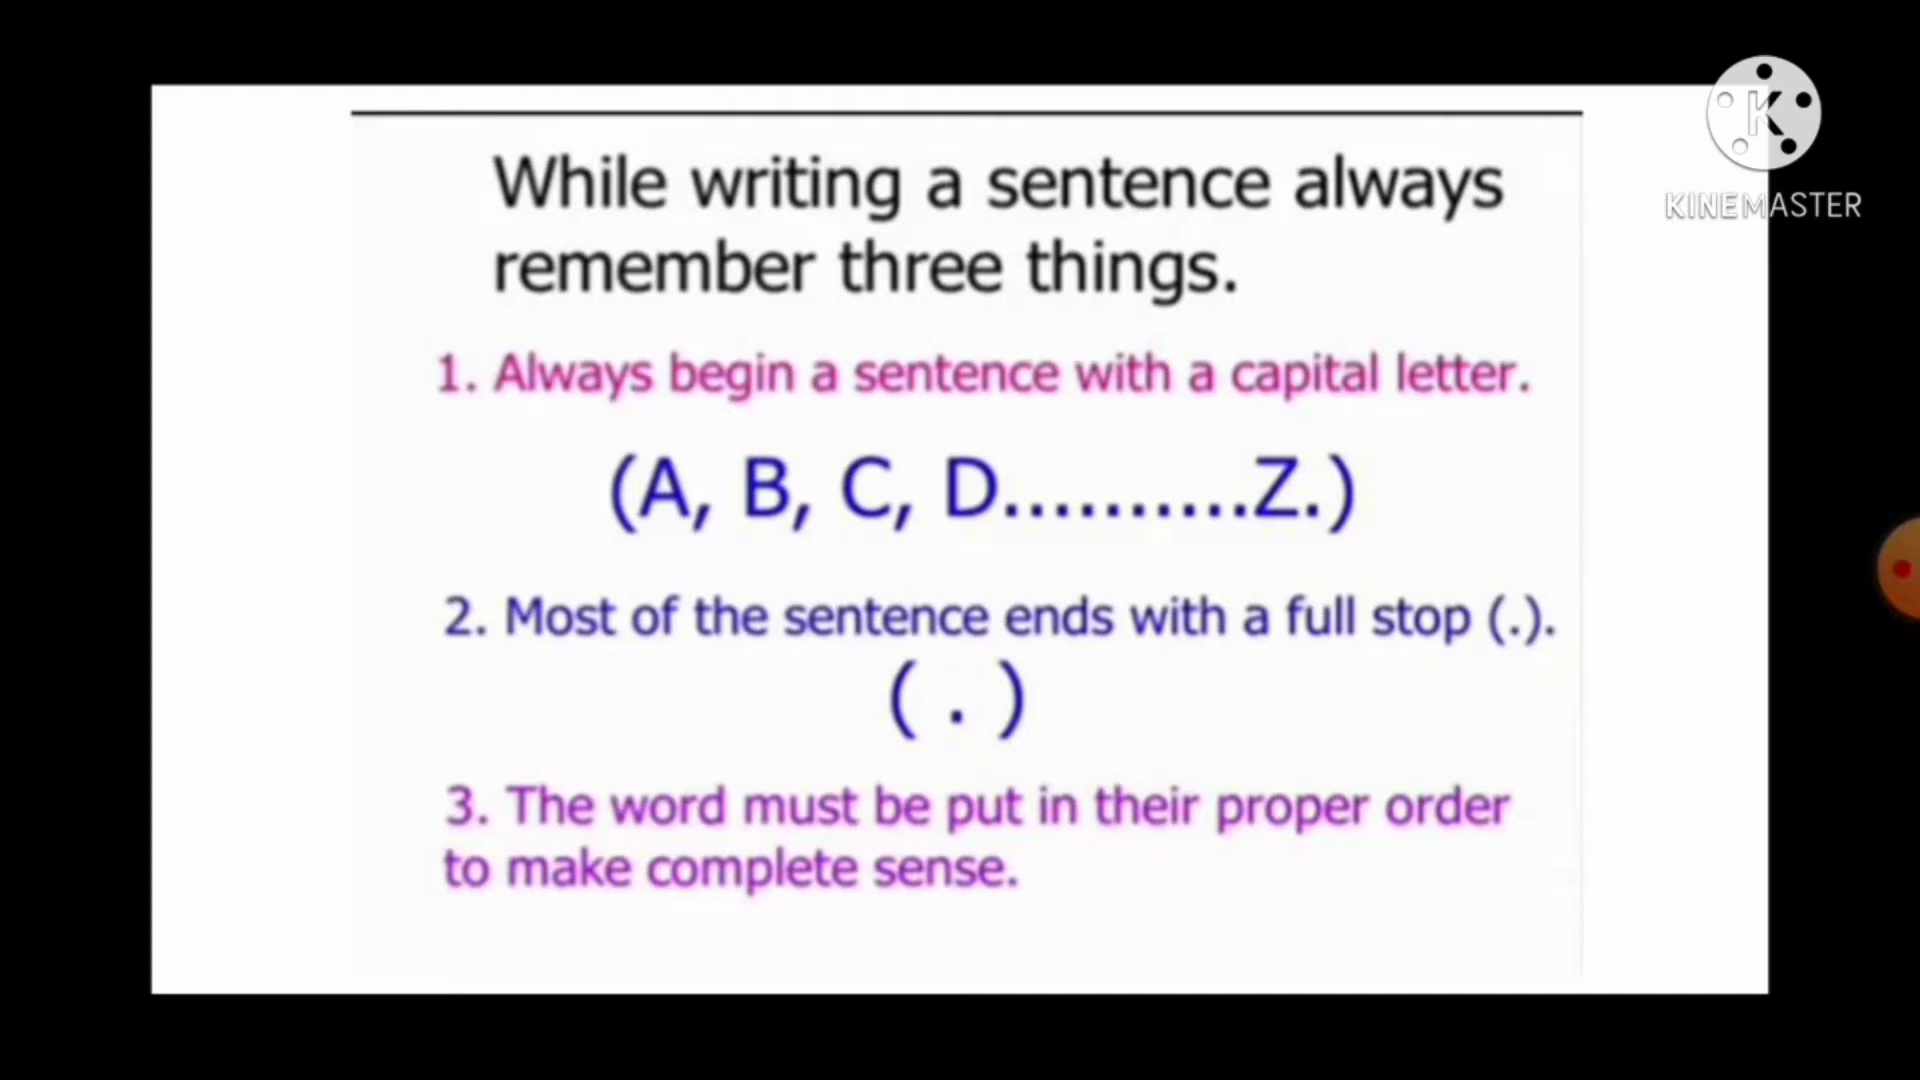 While writing a sentence always
remember three things.
1. Always begin a sentence with a capital letter.
(A, B, C, D..........Z.)
2. Most of the sentence ends with a full stop (.).
( . )
3. The word must be put in their proper order
to make complete sense.
K
KINEMASTER